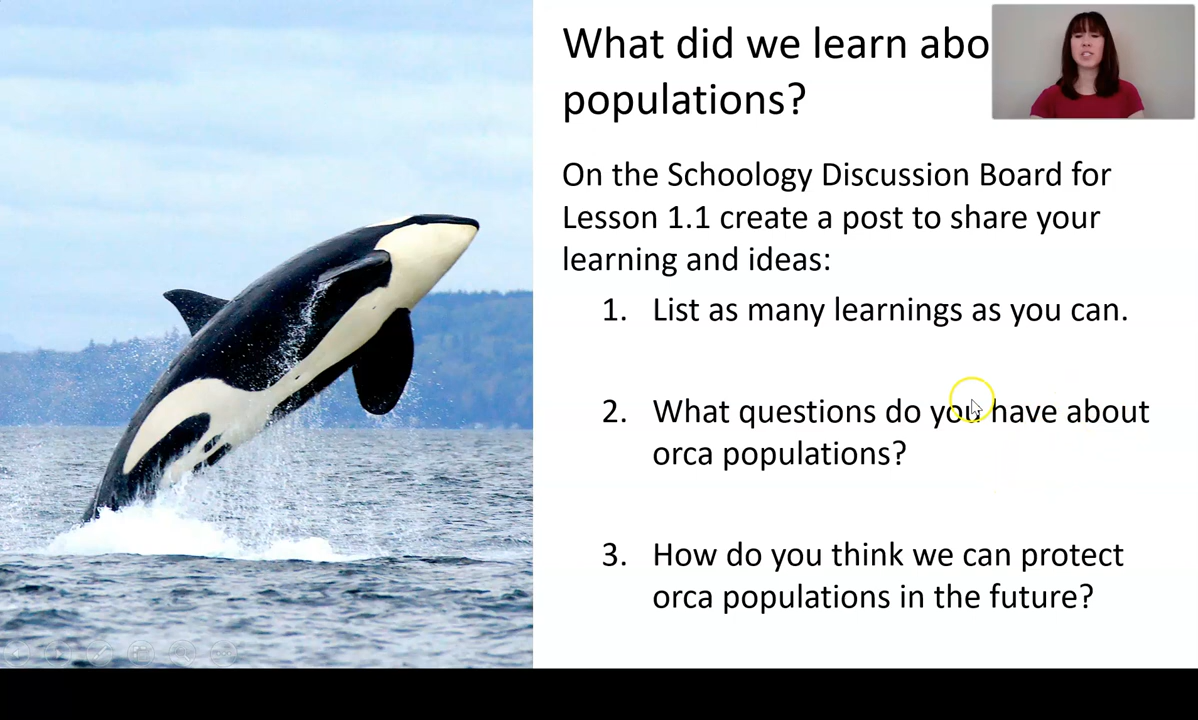 What did we learn abo
populations?
On the Schoology Discussion Board for
Lesson 1.1 create a post to share your
learning and ideas:
1. List as many learnings as you can.
2. What questions do you have about
orca populations?
3. How do you think we can protect
orca populations in the future?